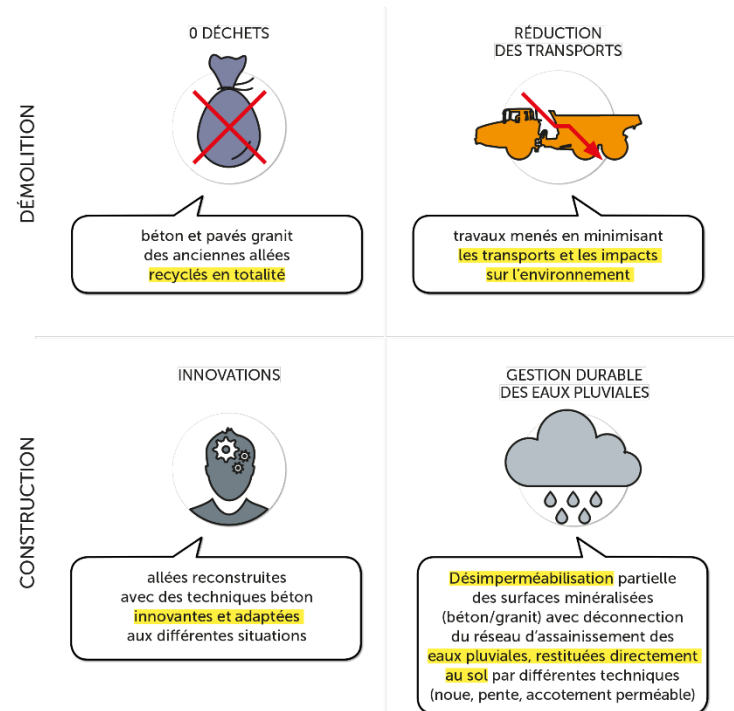 DÉMOLITION
0 DÉCHETS
béton et pavés granit
des anciennes allées
recyclés en totalité
RÉDUCTION
DES TRANSPORTS
travaux menés en minimisant
les transports et les impacts
sur l'environnement
CONSTRUCTION
INNOVATIONS
allées reconstruites
avec des techniques béton
innovantes et adaptées
aux différentes situations
GESTION DURABLE
DES EAUX PLUVIALES
Désimperméabilisation partielle
des surfaces minéralisées
(béton/granit) avec déconnection
du réseau d'assainissement des
eaux pluviales, restituées directement
au sol par différentes techniques
(noue, pente, accotement perméable)